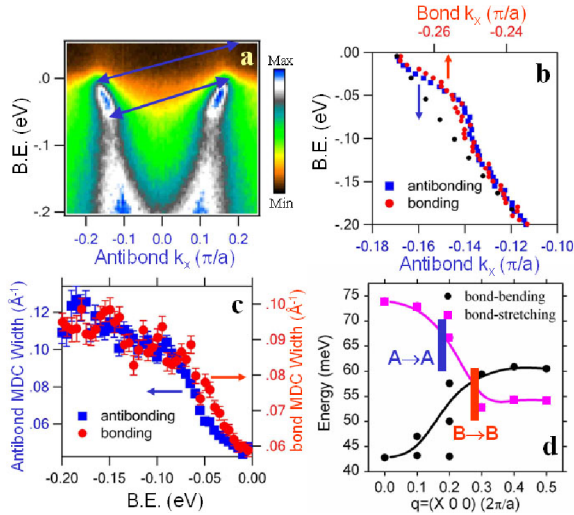 Bond kx (π/a)
-0.26 -0.24
a
Max
Min
B.E. (eV)
.0
-.1
-.2
-0.2 -0.1 0.0 0.1 0.2
Antibond kx (π/a)
b
B.E. (eV)
.00
-.05
-.10
-.15
-.20
antibonding
bonding
-0.18 -0.16 -0.14 -0.12 -0.10
Antibond kx (π/a)
c
Antibond MDC Width (Å-1)
.12
.10
.08
.06
bond MDC Width (Å-1)
.10
.09
.08
.07
.06
antibonding
bonding
-0.20 -0.15 -0.10 -0.05 0.00
B.E. (eV)
Energy (meV)
75
70
65
60
55
50
45
40
bond-bending
bond-stretching
A→A
B→B
d
0.0 0.1 0.2 0.3 0.4 0.5
q=(X 0 0) (2π/a)